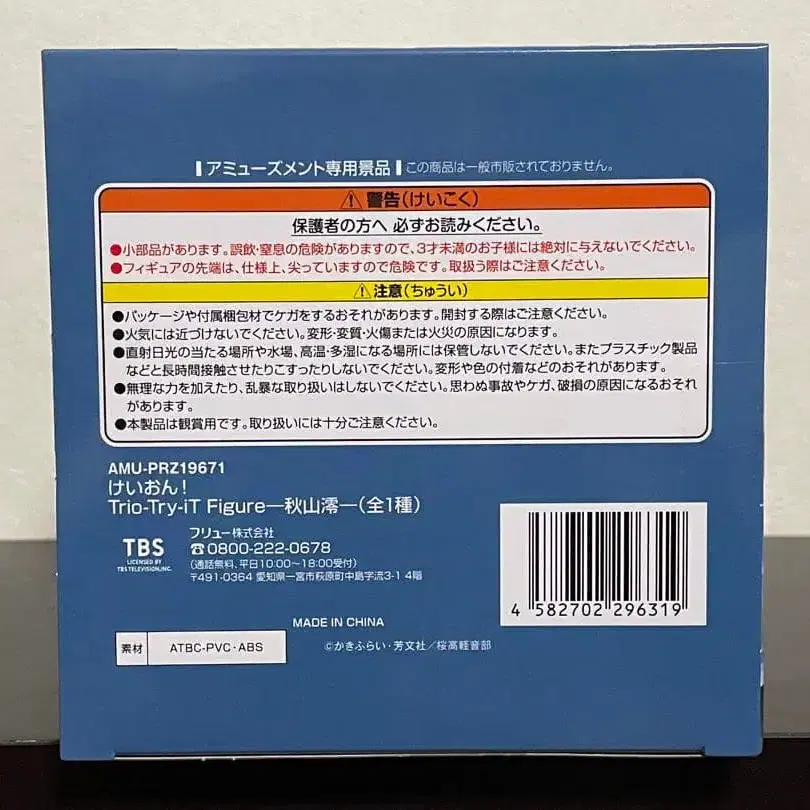 アミューズメント専用景品 この商品は一般市販されておりません。
警告(けいこく)
保護者の方へ 必ずお読みください。
●小部品があります。誤飲・窒息の危険がありますので、3才未満のお子様には絶対に与えないでください。
●フィギュアの先端は、仕様上、尖っていますので危険です。取扱う際はご注意ください。
注意(ちゅうい)
●パッケージや付属梱包材でケガをするおそれがあります。開封する際はご注意ください。
●火気には近づけないでください。変形・変質・火傷または火災の原因になります。
●直射日光の当たる場所や水場、高温・多湿になる場所には保管しないでください。またプラスチック製品
などと長時間接触させたりこすったりしないでください。変形や色の付着などのおそれがあります。
●無理な力を加えたり、乱暴な取り扱いはしないでください。思わぬ事故やケガ、破損の原因になるおそれ
があります。
●本製品は観賞用です。取り扱いには十分ご注意ください。
AMU-PRZ19671
けいおん!
Trio-Try-iT Figure―秋山澪―(全1種)
TBS
LICENSED BY
TBS TELEVISION, INC.
フリュー株式会社
☎0800-222-0678
(通話無料、平日10:00~18:00受付)
〒491-0364 愛知県一宮市萩原町中島字流3-1 4階
4 582702 296319
MADE IN CHINA
素材 ATBC-PVC・ABS
©かきふらい・芳文社/桜高軽音部